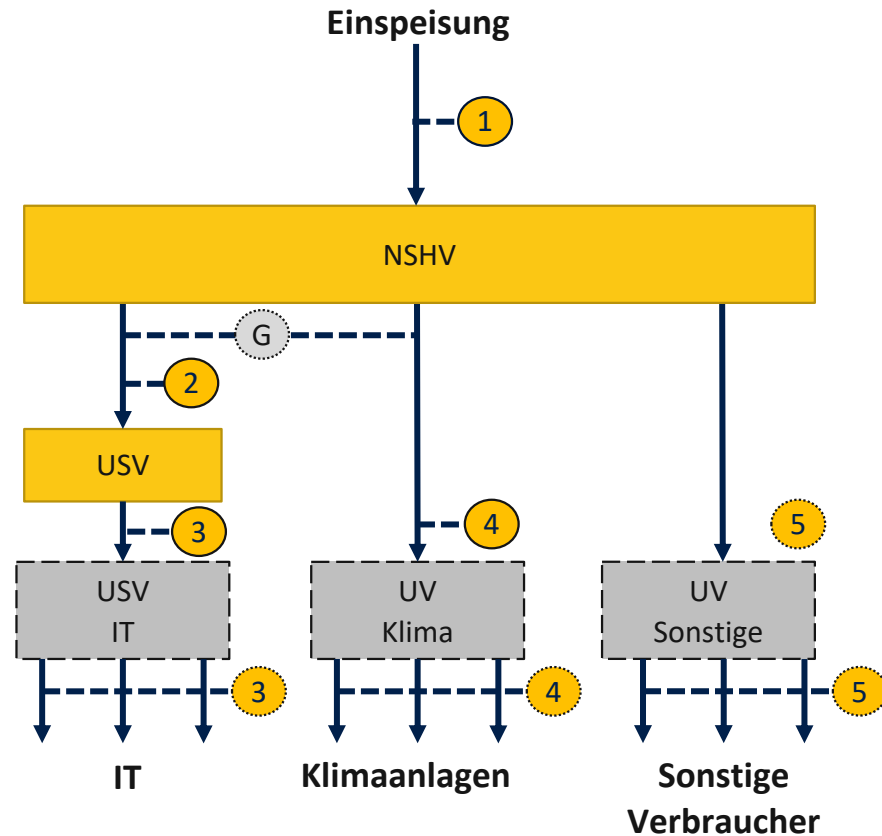 Einspeisung
1
NSHV
G
2
USV
3
4
5
USV
IT
UV
Klima
UV
Sonstige
3
4
5
IT
Klimaanlagen
Sonstige
Verbraucher